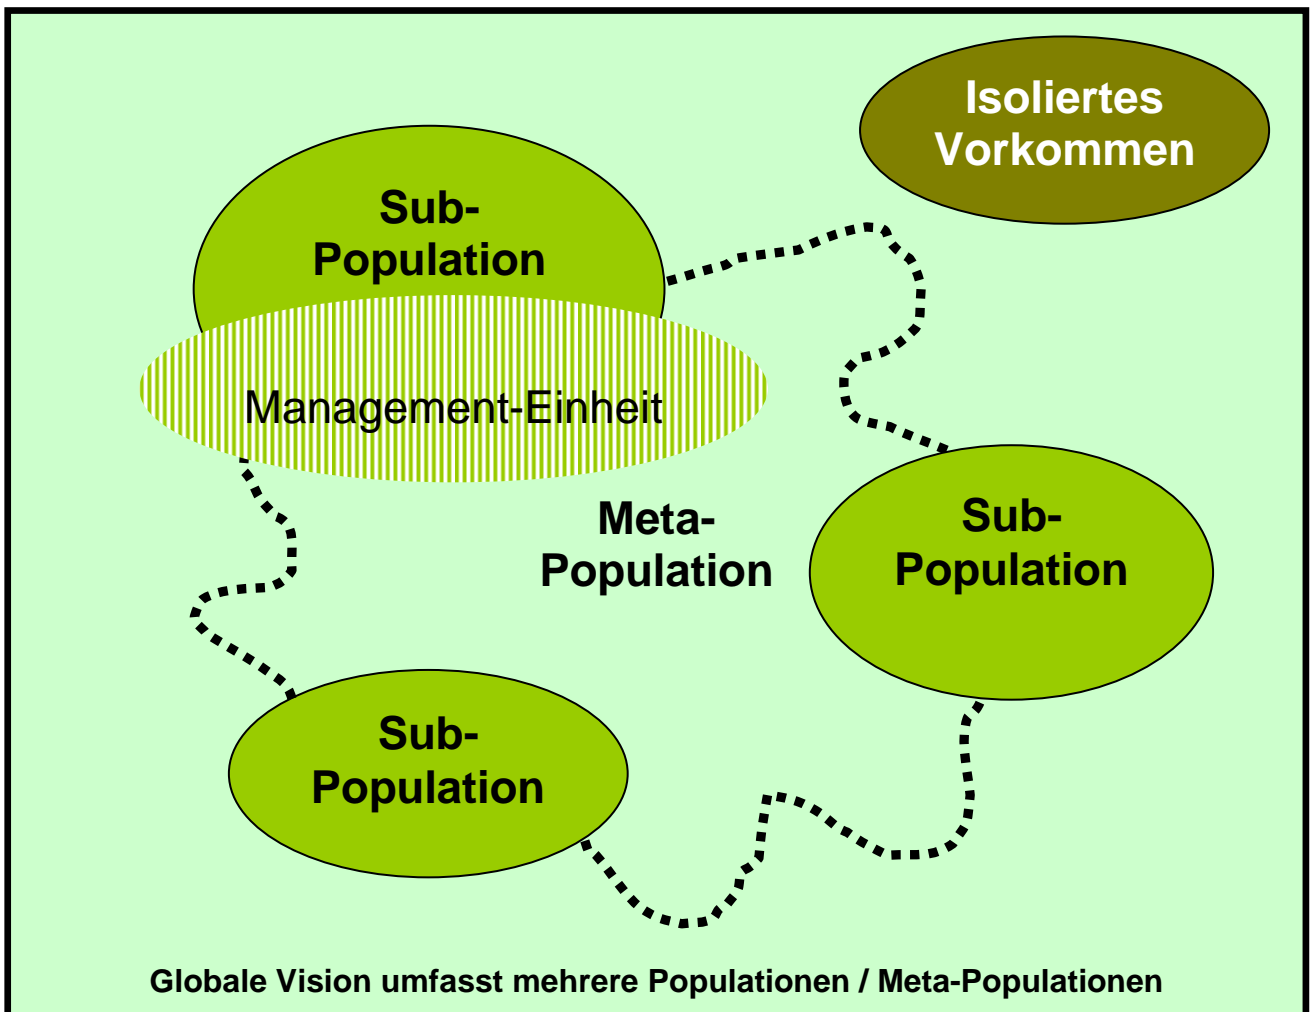 Isoliertes
Vorkommen
Sub-
Population
Management-Einheit
Meta-
Population
Sub-
Population
Sub-
Population
Globale Vision umfasst mehrere Populationen / Meta-Populationen